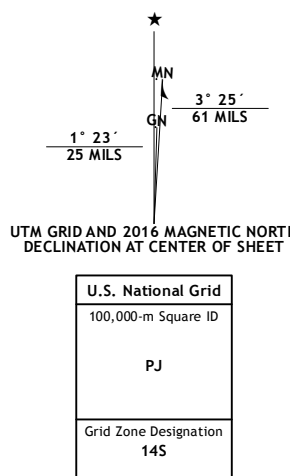 ★
MN
3° 25´
61 MILS
GN
1° 23´
25 MILS
UTM GRID AND 2016 MAGNETIC NORTH
DECLINATION AT CENTER OF SHEET
U.S. National Grid
100,000-m Square ID
PJ
Grid Zone Designation
14S